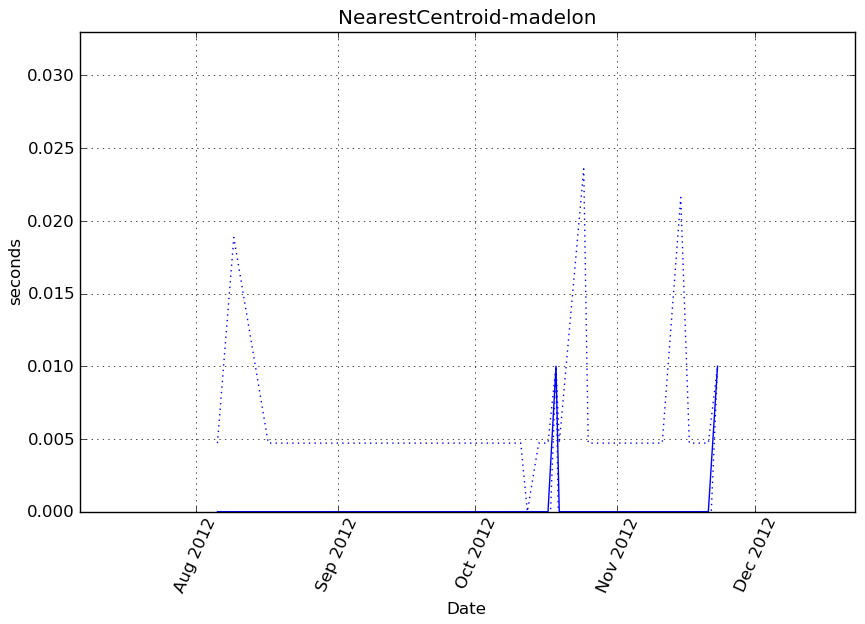 NearestCentroid-madelon
0.030
0.025
0.020
0.015
0.010
0.005
0.000
seconds
Aug 2012
Sep 2012
Oct 2012
Nov 2012
Dec 2012
Date